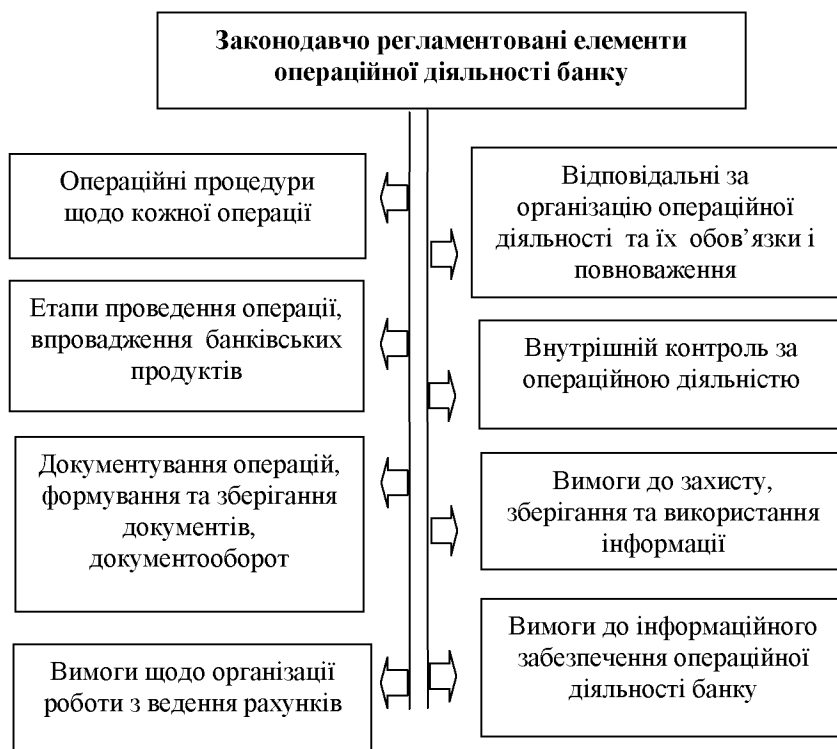 Законодавчо регламентовані елементи
операційної діяльності банку
Операційні процедури
щодо кожної операції
Етапи проведення операції,
впровадження банківських
продуктів
Документування операцій,
формування та зберігання
документів,
документооборот
Вимоги щодо організації
роботи з ведення рахунків
Відповідальні за
організацію операційної
діяльності та їх обов’язки і
повноваження
Внутрішній контроль за
операційною діяльністю
Вимоги до захисту,
зберігання та використання
інформації
Вимоги до інформаційного
забезпечення операційної
діяльності банку